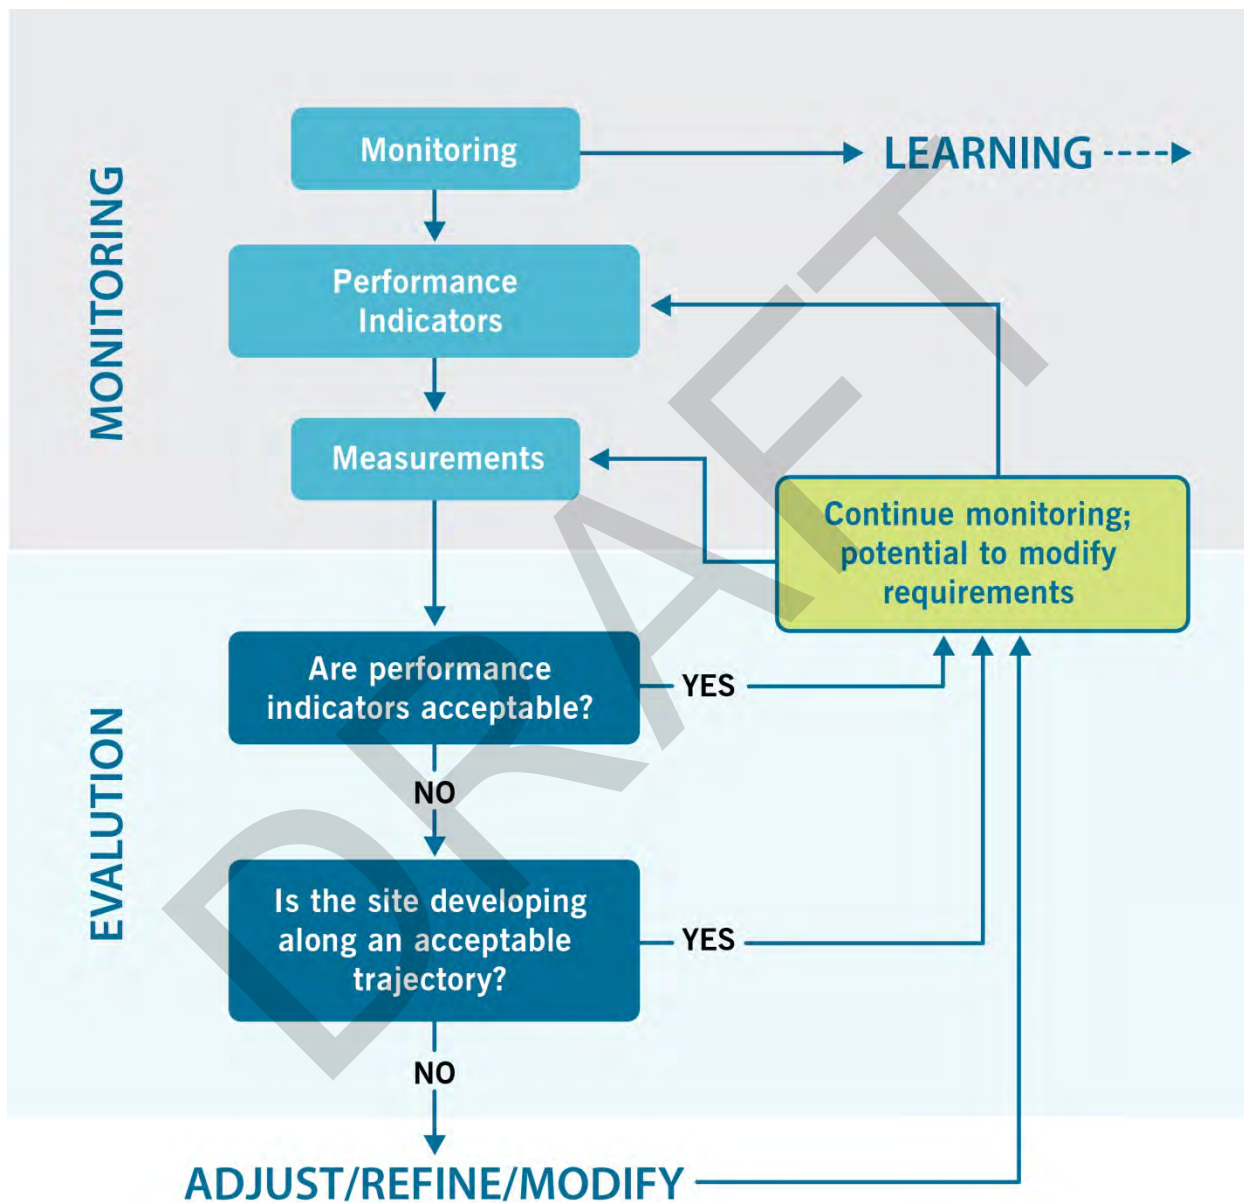 MONITORING
Monitoring
LEARNING
Performance
Indicators
Measurements
Continue monitoring;
potential to modify
requirements
EVALUTION
Are performance
indicators acceptable?
YES
NO
Is the site developing
along an acceptable
trajectory?
YES
NO
ADJUST/REFINE/MODIFY
DRAFT